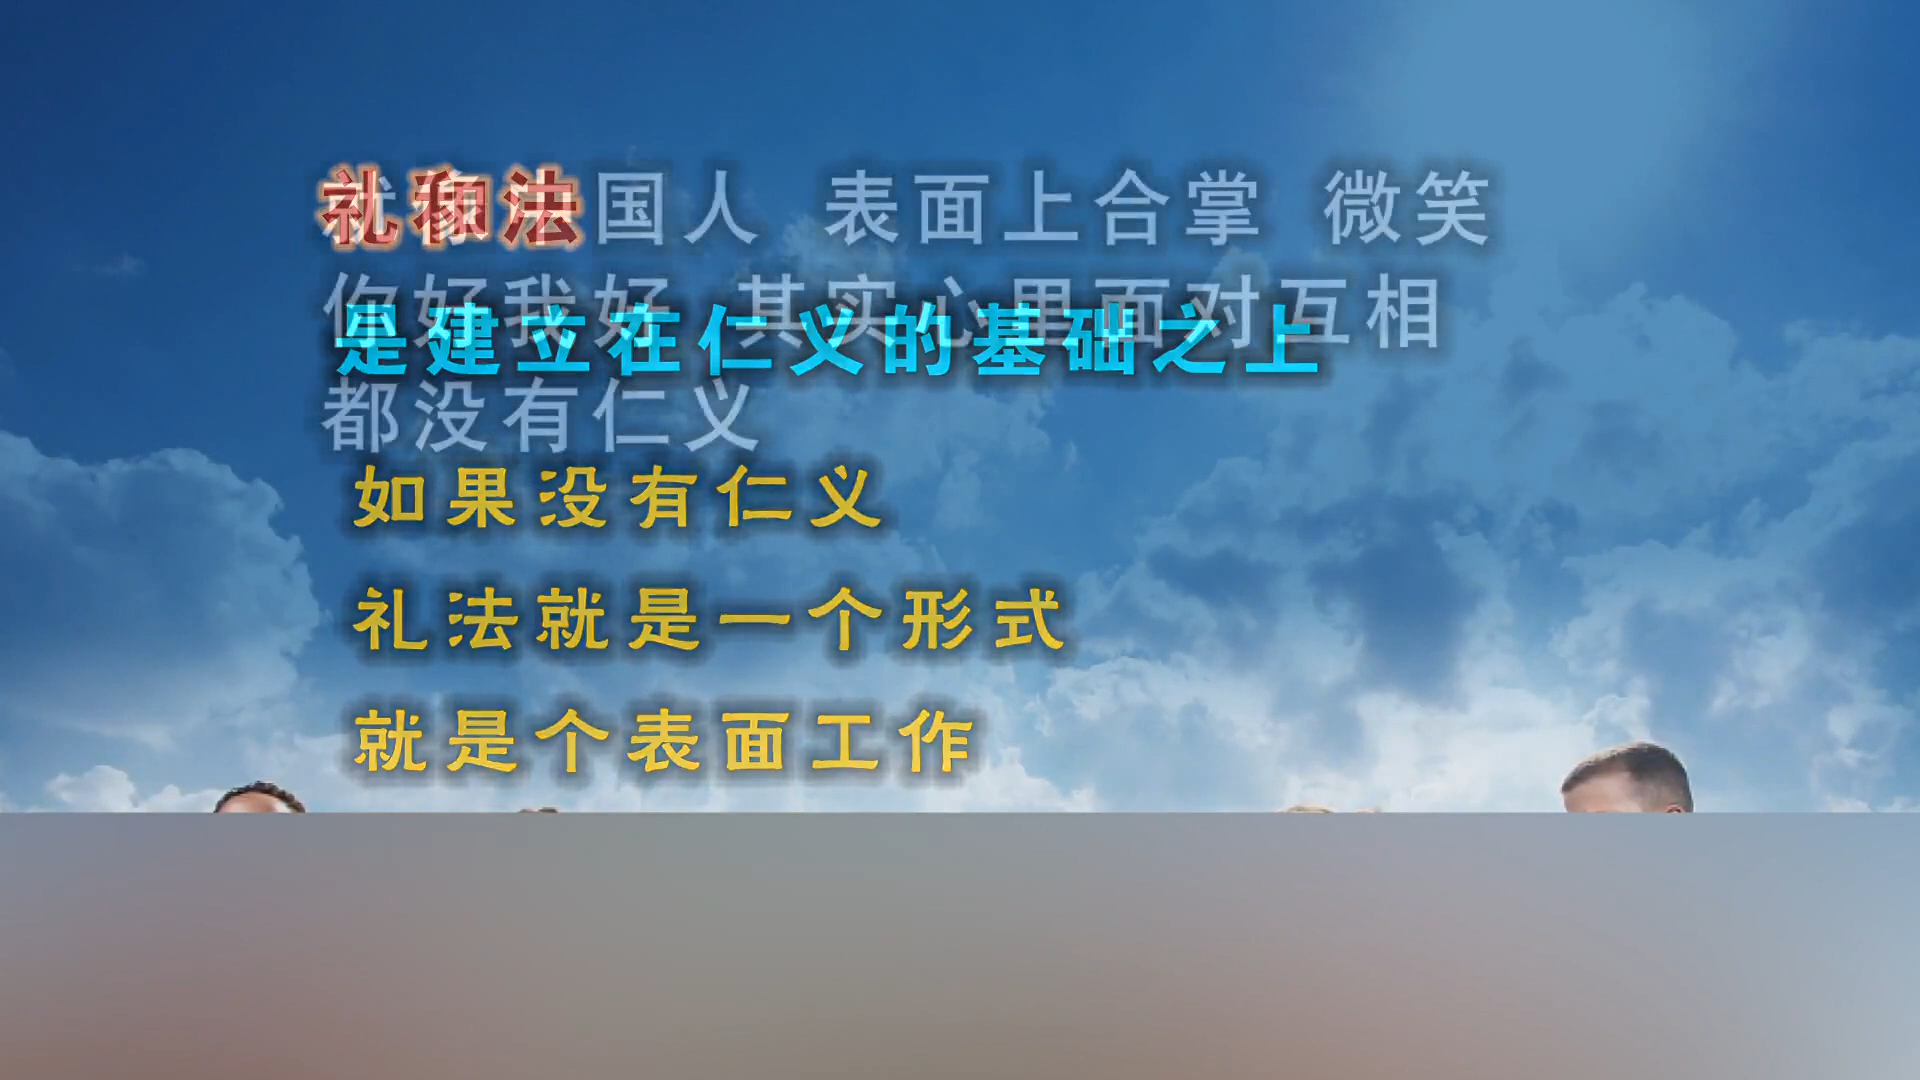 礼和法
就像 国人 表面上合掌 微笑
你好我好 其实心里面对互相
是建立在仁义的基础之上
都没有仁义
如果没有仁义
礼法就是一个形式
就是个表面工作